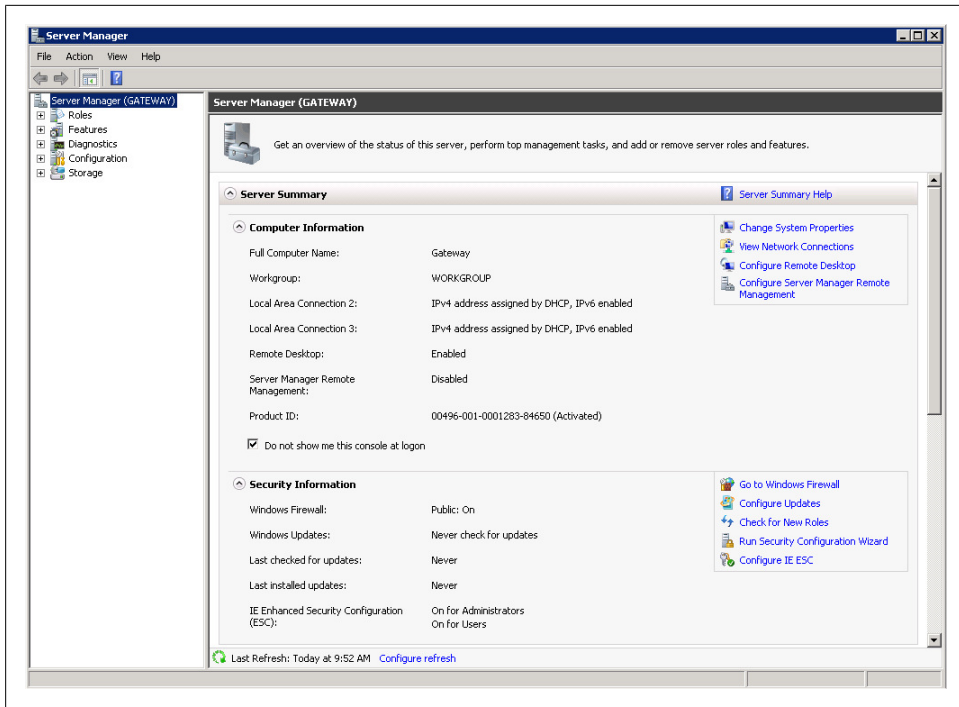 Server Manager
File Action View Help
Server Manager (GATEWAY)
Roles
Features
Diagnostics
Configuration
Storage
Server Manager (GATEWAY)
Get an overview of the status of this server, perform top management tasks, and add or remove server roles and features.
Server Summary
Server Summary Help
Computer Information
Full Computer Name: Gateway
Workgroup: WORKGROUP
Local Area Connection 2: IPv4 address assigned by DHCP, IPv6 enabled
Local Area Connection 3: IPv4 address assigned by DHCP, IPv6 enabled
Remote Desktop: Enabled
Server Manager Remote Disabled
Management:
Product ID: 00496-001-0001283-84650 (Activated)
Do not show me this console at logon
Change System Properties
View Network Connections
Configure Remote Desktop
Configure Server Manager Remote
Management
Security Information
Windows Firewall: Public: On
Windows Updates: Never check for updates
Last checked for updates: Never
Last installed updates: Never
IE Enhanced Security Configuration On for Administrators
(ESC): On for Users
Go to Windows Firewall
Configure Updates
Check for New Roles
Run Security Configuration Wizard
Configure IE ESC
Last Refresh: Today at 9:52 AM Configure refresh